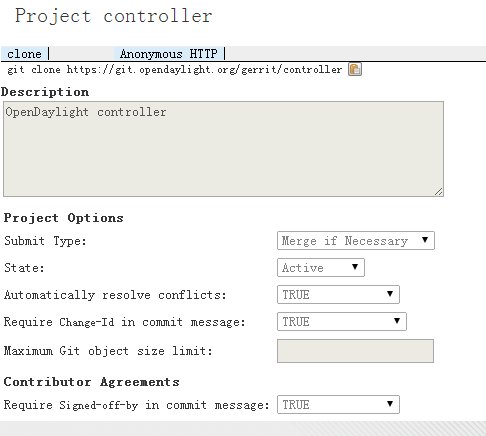 Project controller
clone Anonymous HTTP
git clone https://git.opendaylight.org/gerrit/controller
Description
OpenDaylight controller
Project Options
Submit Type: Merge if Necessary
State: Active
Automatically resolve conflicts: TRUE
Require Change-Id in commit message: TRUE
Maximum Git object size limit:
Contributor Agreements
Require Signed-off-by in commit message: TRUE